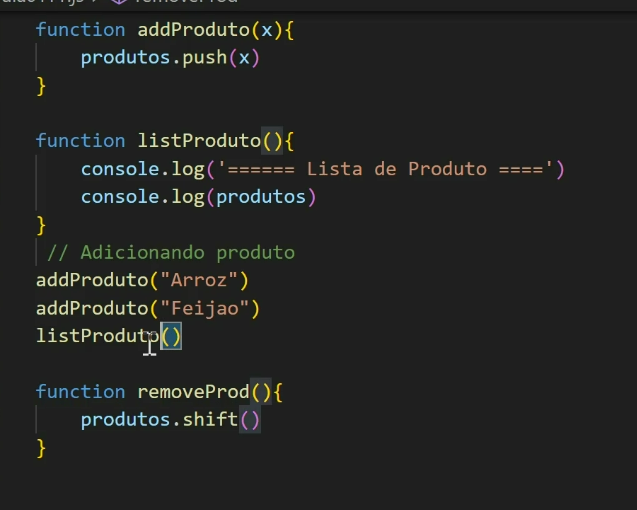 removeProd
function addProduto(x){
produtos.push(x)
}
function listProduto(){
console.log('====== Lista de Produto ====')
console.log(produtos)
}
// Adicionando produto
addProduto("Arroz")
addProduto("Feijao")
listProduto()
function removeProd(){
produtos.shift()
}